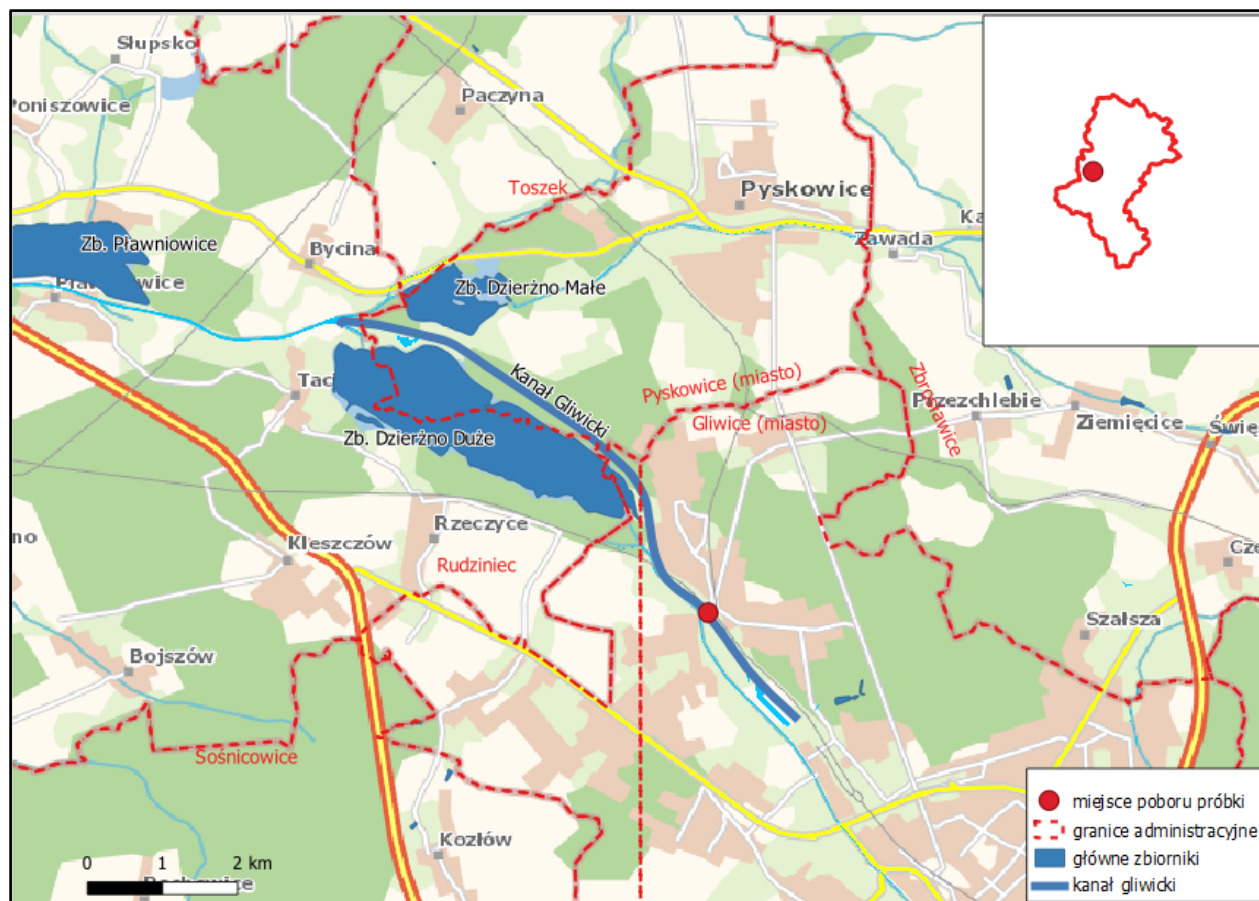 Słupsko
Poniszowice
Paczyna
Toszek
Pyskowice
Zawada
Zb. Pławniowice
Bycina
Zb. Dzierżno Małe
Kanał Gliwicki
Pyskowice (miasto)
Gliwice (miasto)
Zbrosławice
Przezchlebie
Ziemięcice
Święt
Taci
Zb. Dzierżno Duże
Rzeczyce
Kleszczów
Rudziniec
Szałsza
Bojszów
Sośnicowice
Kozłów
miejsce poboru próbki
granice administracyjne
główne zbiorniki
kanał gliwicki
0 1 2 km